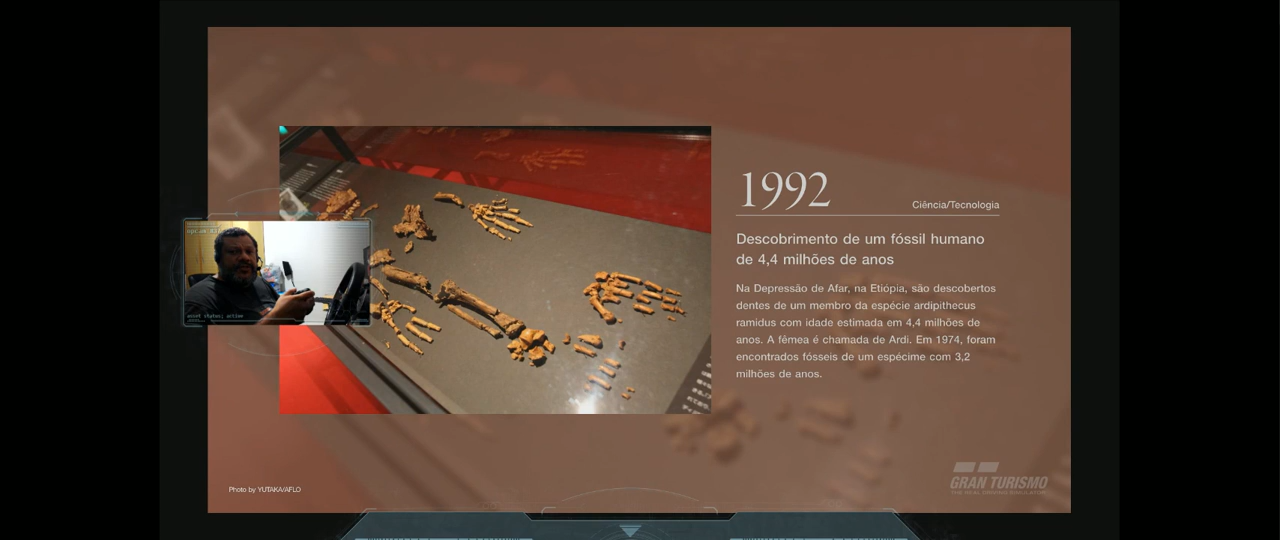 1992
Ciência/Tecnologia
Descobrimento de um fóssil humano
de 4,4 milhões de anos
Na Depressão de Afar, na Etiópia, são descobertos
dentes de um membro da espécie ardipithecus
ramidus com idade estimada em 4,4 milhões de
anos. A fêmea é chamada de Ardi. Em 1974, foram
encontrados fósseis de um espécime com 3,2
milhões de anos.
asset status: active
Photo by YUTAKA/AFLO
GRAN TURISMO
THE REAL DRIVING SIMULATOR